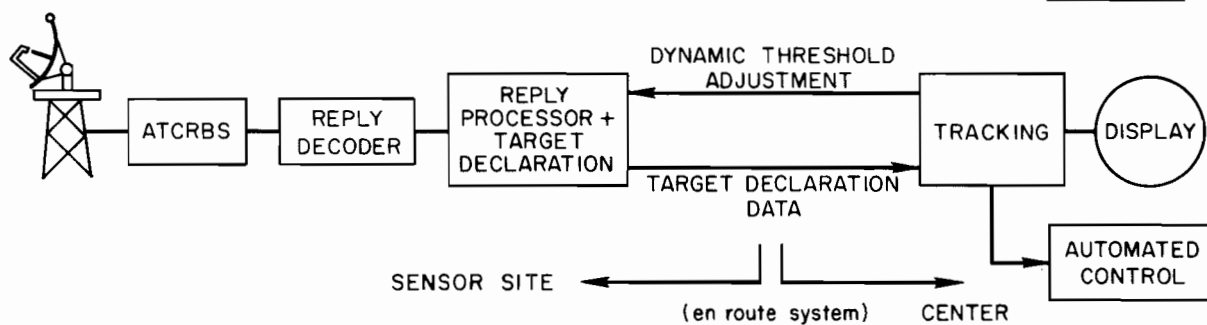 DYNAMIC THRESHOLD
ADJUSTMENT
ATCRBS
REPLY
DECODER
REPLY
PROCESSOR +
TARGET
DECLARATION
TRACKING
DISPLAY
TARGET DECLARATION
DATA
AUTOMATED
CONTROL
SENSOR SITE
(en route system)
CENTER